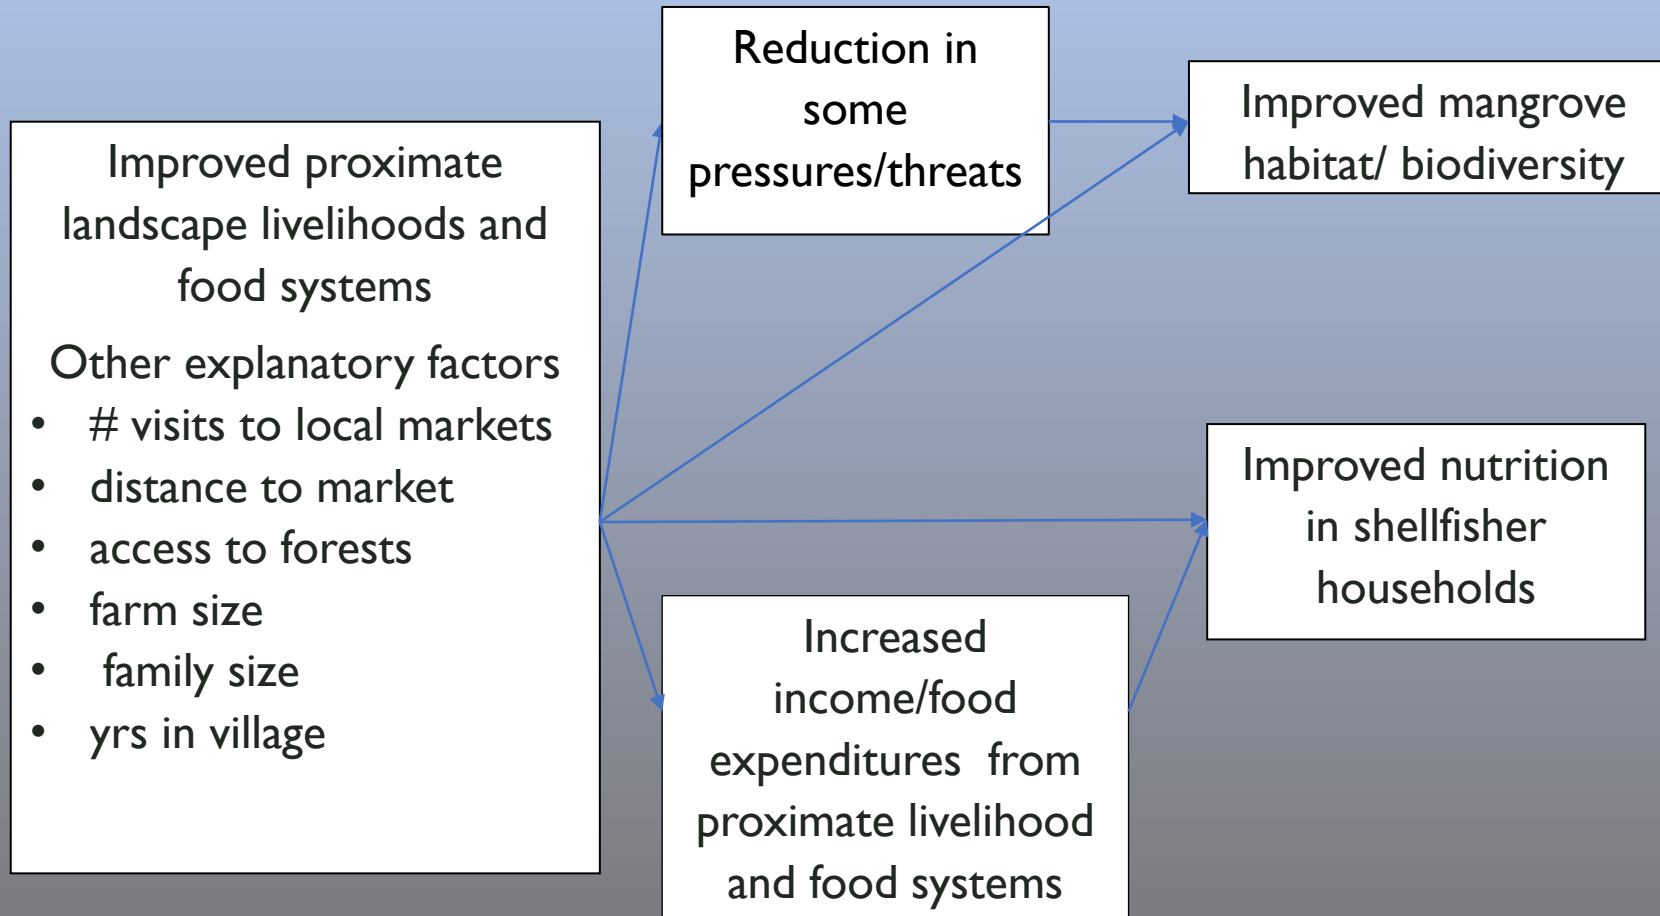 Improved proximate
landscape livelihoods and
food systems
Other explanatory factors
• # visits to local markets
• distance to market
• access to forests
• farm size
• family size
• yrs in village
Reduction in
some
pressures/threats
Improved mangrove
habitat/ biodiversity
Increased
income/food
expenditures from
proximate livelihood
and food systems
Improved nutrition
in shellfisher
households